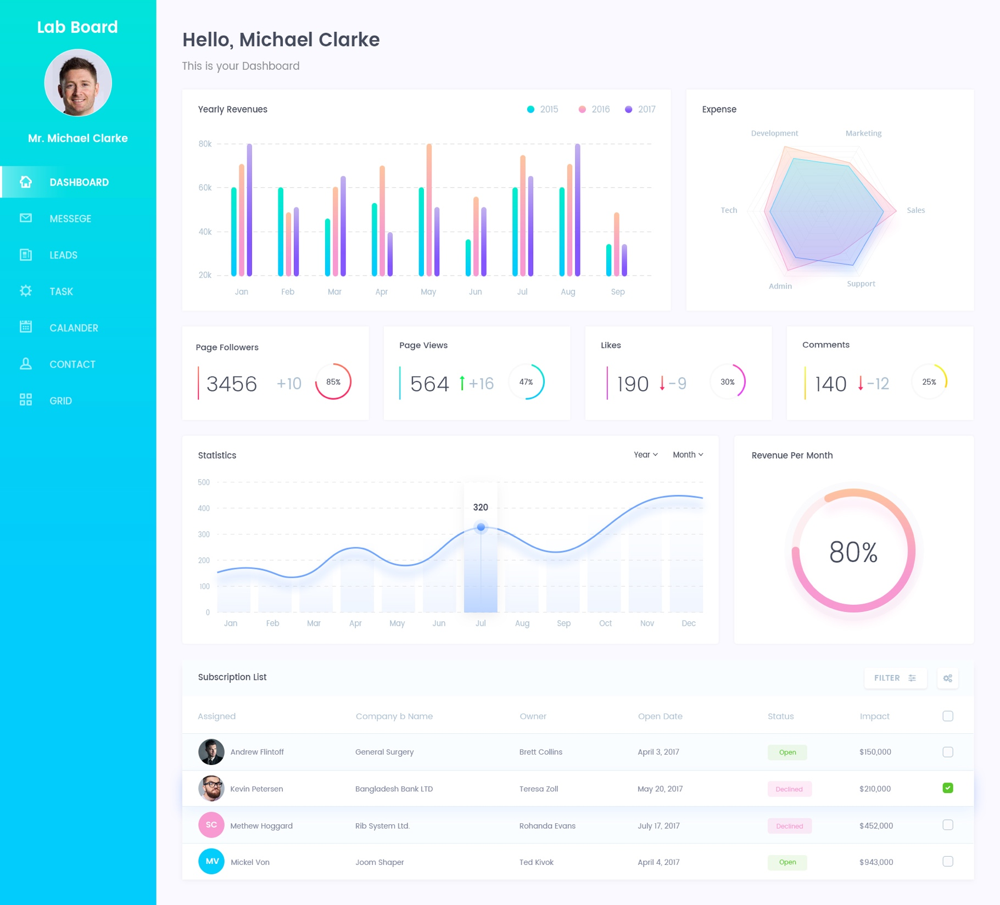 Lab Board
Mr. Michael Clarke
DASHBOARD
MESSEGE
LEADS
TASK
CALANDER
CONTACT
GRID
Hello, Michael Clarke
This is your Dashboard
Yearly Revenues
2015 2016 2017
80k
60k
40k
20k
Jan Feb Mar Apr May Jun Jul Aug Sep
Expense
Development Marketing
Tech Sales
Admin Support
Page Followers
3456 +10 85%
Page Views
564 +16 47%
Likes
190 -9 30%
Comments
140 -12 25%
Statistics
Year Month
500
400
300
200
100
0
320
Jan Feb Mar Apr May Jun Jul Aug Sep Oct Nov Dec
Revenue Per Month
80%
Subscription List
FILTER
Assigned Company b Name Owner Open Date Status Impact
Andrew Flintoff General Surgery Brett Collins April 3, 2017 Open $150,000
Kevin Petersen Bangladesh Bank LTD Teresa Zoll May 20, 2017 Declined $210,000
SC Methew Hoggard Rib System Ltd. Rohanda Evans July 17, 2017 Declined $452,000
MV Mickel Von Joom Shaper Ted Kivok April 4, 2017 Open $943,000